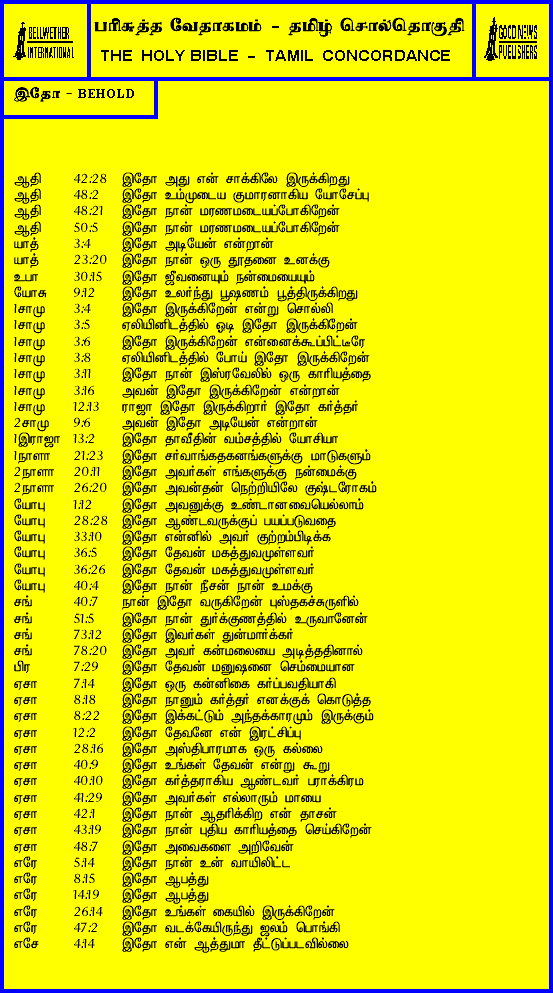 BELLWETHER
INTERNATIONAL
பரிசுத்த வேதாகமம் - தமிழ் சொல்தொகுதி
THE HOLY BIBLE - TAMIL CONCORDANCE
GOOD NEWS
PUBLISHERS
இதோ - BEHOLD
ஆதி 42:28 இதோ அது என் சாக்கிலே இருக்கிறது
ஆதி 48:2 இதோ உம்முடைய குமாரனாகிய யோசேப்பு
ஆதி 48:21 இதோ நான் மரணமடையப்போகிறேன்
ஆதி 50:5 இதோ நான் மரணமடையப்போகிறேன்
யாத் 3:4 இதோ அடியேன் என்றான்
யாத் 23:20 இதோ நான் ஒரு தூதனை உனக்கு
உபா 30:15 இதோ ஜீவனையும் நன்மையையும்
யோசு 9:12 இதோ உலர்ந்து பூஷணம் பூத்திருக்கிறது
1சாமு 3:4 இதோ இருக்கிறேன் என்று சொல்லி
1சாமு 3:5 ஏலியினிடத்தில் ஓடி இதோ இருக்கிறேன்
1சாமு 3:6 இதோ இருக்கிறேன் என்னைக்கூப்பிட்டீரே
1சாமு 3:8 ஏலியினிடத்தில் போய் இதோ இருக்கிறேன்
1சாமு 3:11 இதோ நான் இஸ்ரவேலில் ஒரு காரியத்தை
1சாமு 3:16 அவன் இதோ இருக்கிறேன் என்றான்
1சாமு 12:13 ராஜா இதோ இருக்கிறார் இதோ கர்த்தர்
2சாமு 9:6 அவன் இதோ அடியேன் என்றான்
1இராஜா 13:2 இதோ தாவீதின் வம்சத்தில் யோசியா
1நாளா 21:23 இதோ சர்வாங்கதகனங்களுக்கு மாடுகளும்
2நாளா 20:11 இதோ அவர்கள் எங்களுக்கு நன்மைக்கு
2நாளா 26:20 இதோ அவன்தன் நெற்றியிலே குஷ்டரோகம்
யோபு 1:12 இதோ அவனுக்கு உண்டானவையெல்லாம்
யோபு 28:28 இதோ ஆண்டவருக்குப் பயப்படுவதை
யோபு 33:10 இதோ என்னில் அவர் குற்றம்பிடிக்க
யோபு 36:5 இதோ தேவன் மகத்துவமுள்ளவர்
யோபு 36:26 இதோ தேவன் மகத்துவமுள்ளவர்
யோபு 40:4 இதோ நான் நீசன் நான் உமக்கு
சங் 40:7 நான் இதோ வருகிறேன் புஸ்தகச்சுருளில்
சங் 51:5 இதோ நான் துர்க்குணத்தில் உருவானேன்
சங் 73:12 இதோ இவர்கள் துன்மார்க்கர்
சங் 78:20 இதோ அவர் கன்மலையை அடித்ததினால்
பிர 7:29 இதோ தேவன் மனுஷனை செம்மையான
ஏசா 7:14 இதோ ஒரு கன்னிகை கர்ப்பவதியாகி
ஏசா 8:18 இதோ நானும் கர்த்தர் எனக்குக் கொடுத்த
ஏசா 8:22 இதோ இக்கட்டும் அந்தக்காரமும் இருக்கும்
ஏசா 12:2 இதோ தேவனே என் இரட்சிப்பு
ஏசா 28:16 இதோ அஸ்திபாரமாக ஒரு கல்லை
ஏசா 40:9 இதோ உங்கள் தேவன் என்று கூறு
ஏசா 40:10 இதோ கர்த்தராகிய ஆண்டவர் பராக்கிரம
ஏசா 41:29 இதோ அவர்கள் எல்லாரும் மாயை
ஏசா 42:1 இதோ நான் ஆதரிக்கிற என் தாசன்
ஏசா 43:19 இதோ நான் புதிய காரியத்தை செய்கிறேன்
ஏசா 48:7 இதோ அவைகளை அறிவேன்
எரே 5:14 இதோ நான் உன் வாயிலிட்ட
எரே 8:15 இதோ ஆபத்து
எரே 14:19 இதோ ஆபத்து
எரே 26:14 இதோ உங்கள் கையில் இருக்கிறேன்
எரே 47:2 இதோ வடக்கேயிருந்து ஜலம் பொங்கி
எசே 4:14 இதோ என் ஆத்துமா தீட்டுப்படவில்லை